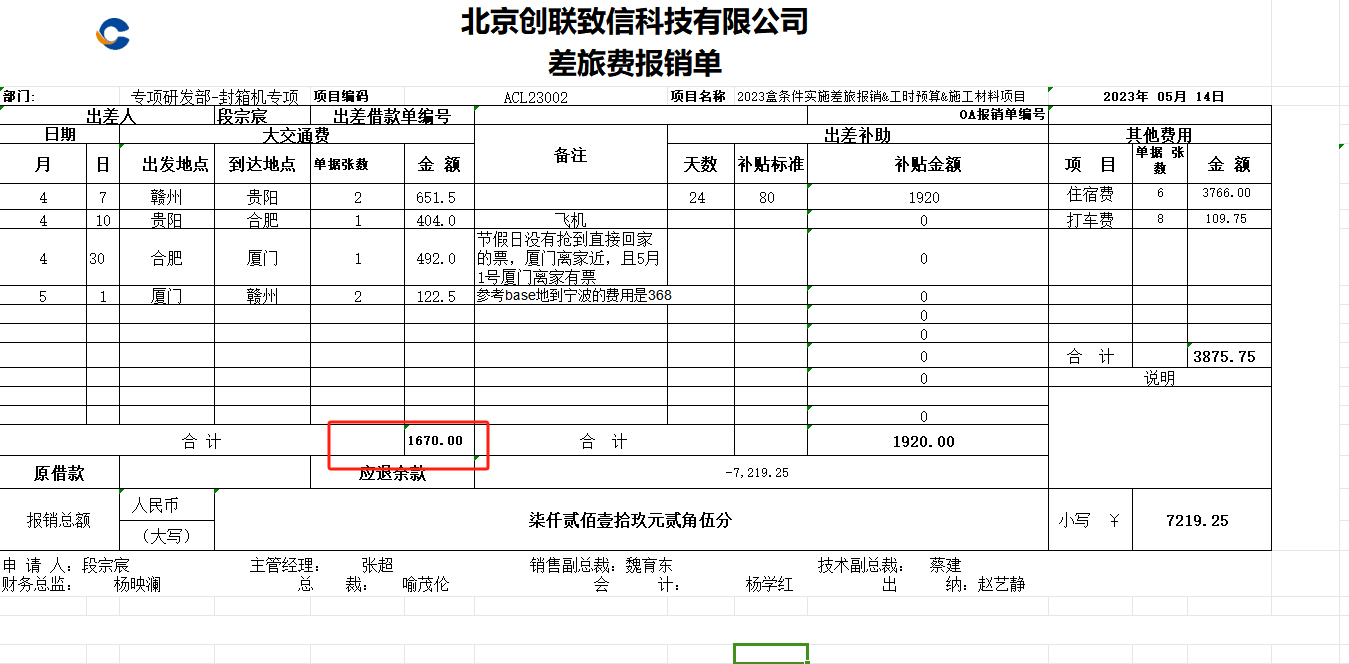 北京创联致信科技有限公司
差旅费报销单
部门: 专项研发部-封箱机专项 项目编码 ACL23002 项目名称 2023盒条件实施差旅报销&工时预算&施工材料项目 2023年 05月 14日
出差人 段宗宸 出差借款单编号 OA报销单编号
日期 大交通费 备注 出差补助 其他费用
月 日 出发地点 到达地点 单据张数 金 额 天数 补贴标准 补贴金额 项 目 单据 张数 金 额
4 7 赣州 贵阳 2 651.5 24 80 1920 住宿费 6 3766.00
4 10 贵阳 合肥 1 404.0 飞机 0 打车费 8 109.75
4 30 合肥 厦门 1 492.0 节假日没有抢到直接回家
的票，厦门离家近，且5月
1号厦门离家有票 0
5 1 厦门 赣州 2 122.5 参考base地到宁波的费用是368 0
0
0
0 合 计 3875.75
0 说明
0
合 计 1670.00 合 计 1920.00
原借款 应退余款 -7,219.25
报销总额 人民币
（大写） 柒仟贰佰壹拾玖元贰角伍分 小写 ￥ 7219.25
申 请 人: 段宗宸 主管经理: 张超 销售副总裁: 魏育东 技术副总裁: 蔡建
财务总监: 杨映澜 总 裁: 喻茂伦 会 计: 杨学红 出 纳: 赵艺静